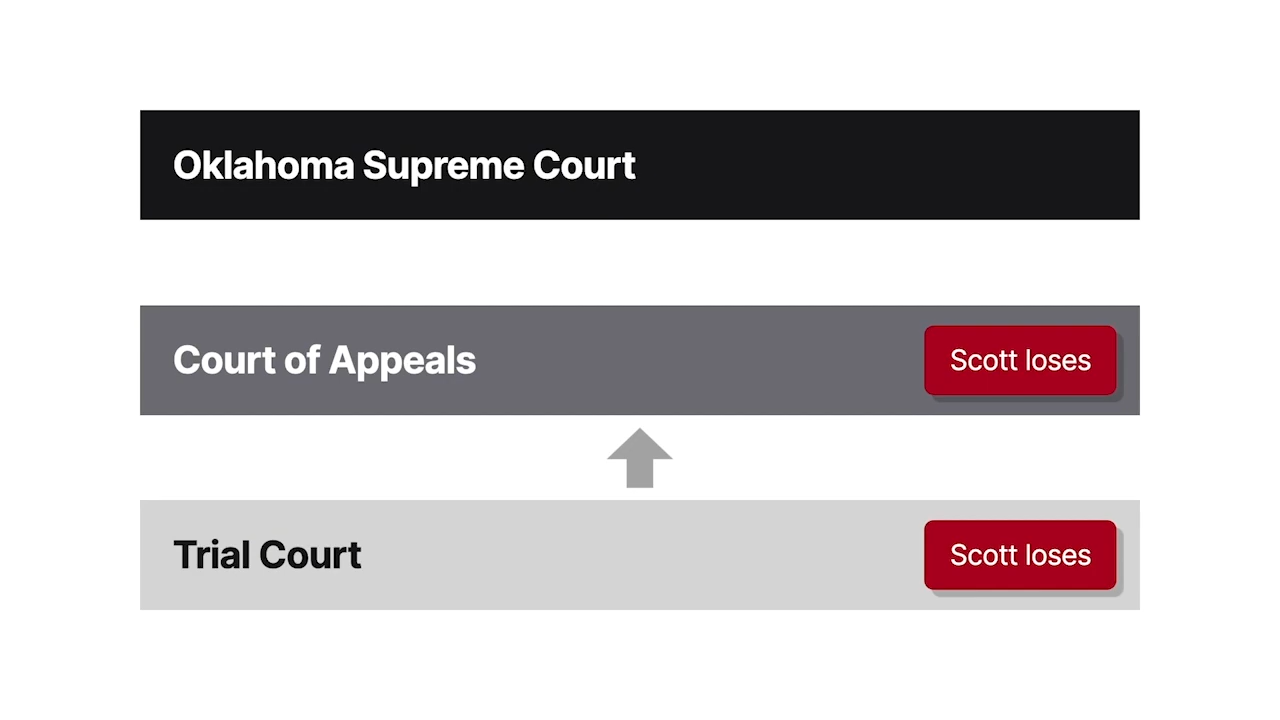 Oklahoma Supreme Court
Court of Appeals
Scott loses
Trial Court
Scott loses